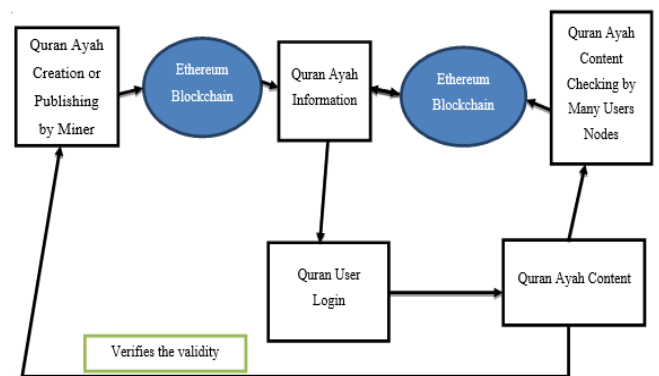 Quran Ayah
Creation or
Publishing
by Miner
Ethereum
Blockchain
Quran Ayah
Information
Ethereum
Blockchain
Quran Ayah
Content
Checking by
Many Users
Nodes
Quran User
Login
Quran Ayah Content
Verifies the validity